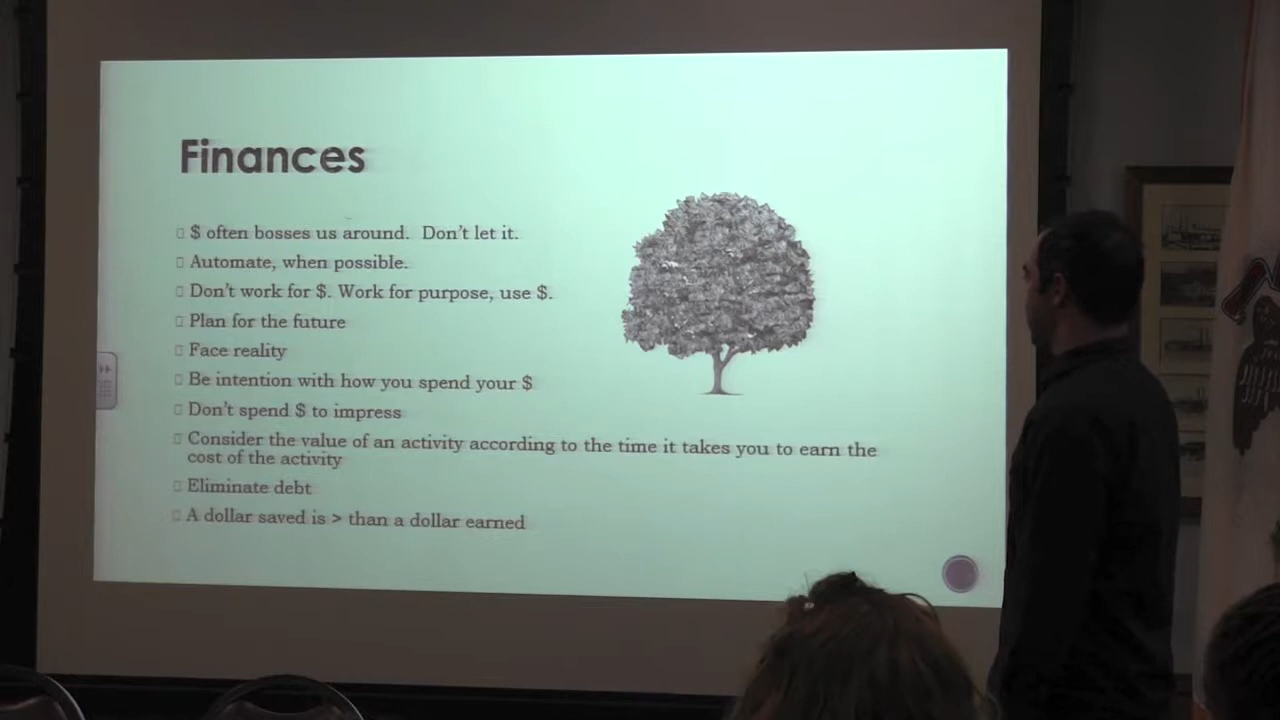 Finances
$ often bosses us around. Don't let it.
Automate, when possible.
Don't work for $. Work for purpose, use $.
Plan for the future
Face reality
Be intention with how you spend your $
Don't spend $ to impress
Consider the value of an activity according to the time it takes you to earn the
cost of the activity
Eliminate debt
A dollar saved is > than a dollar earned